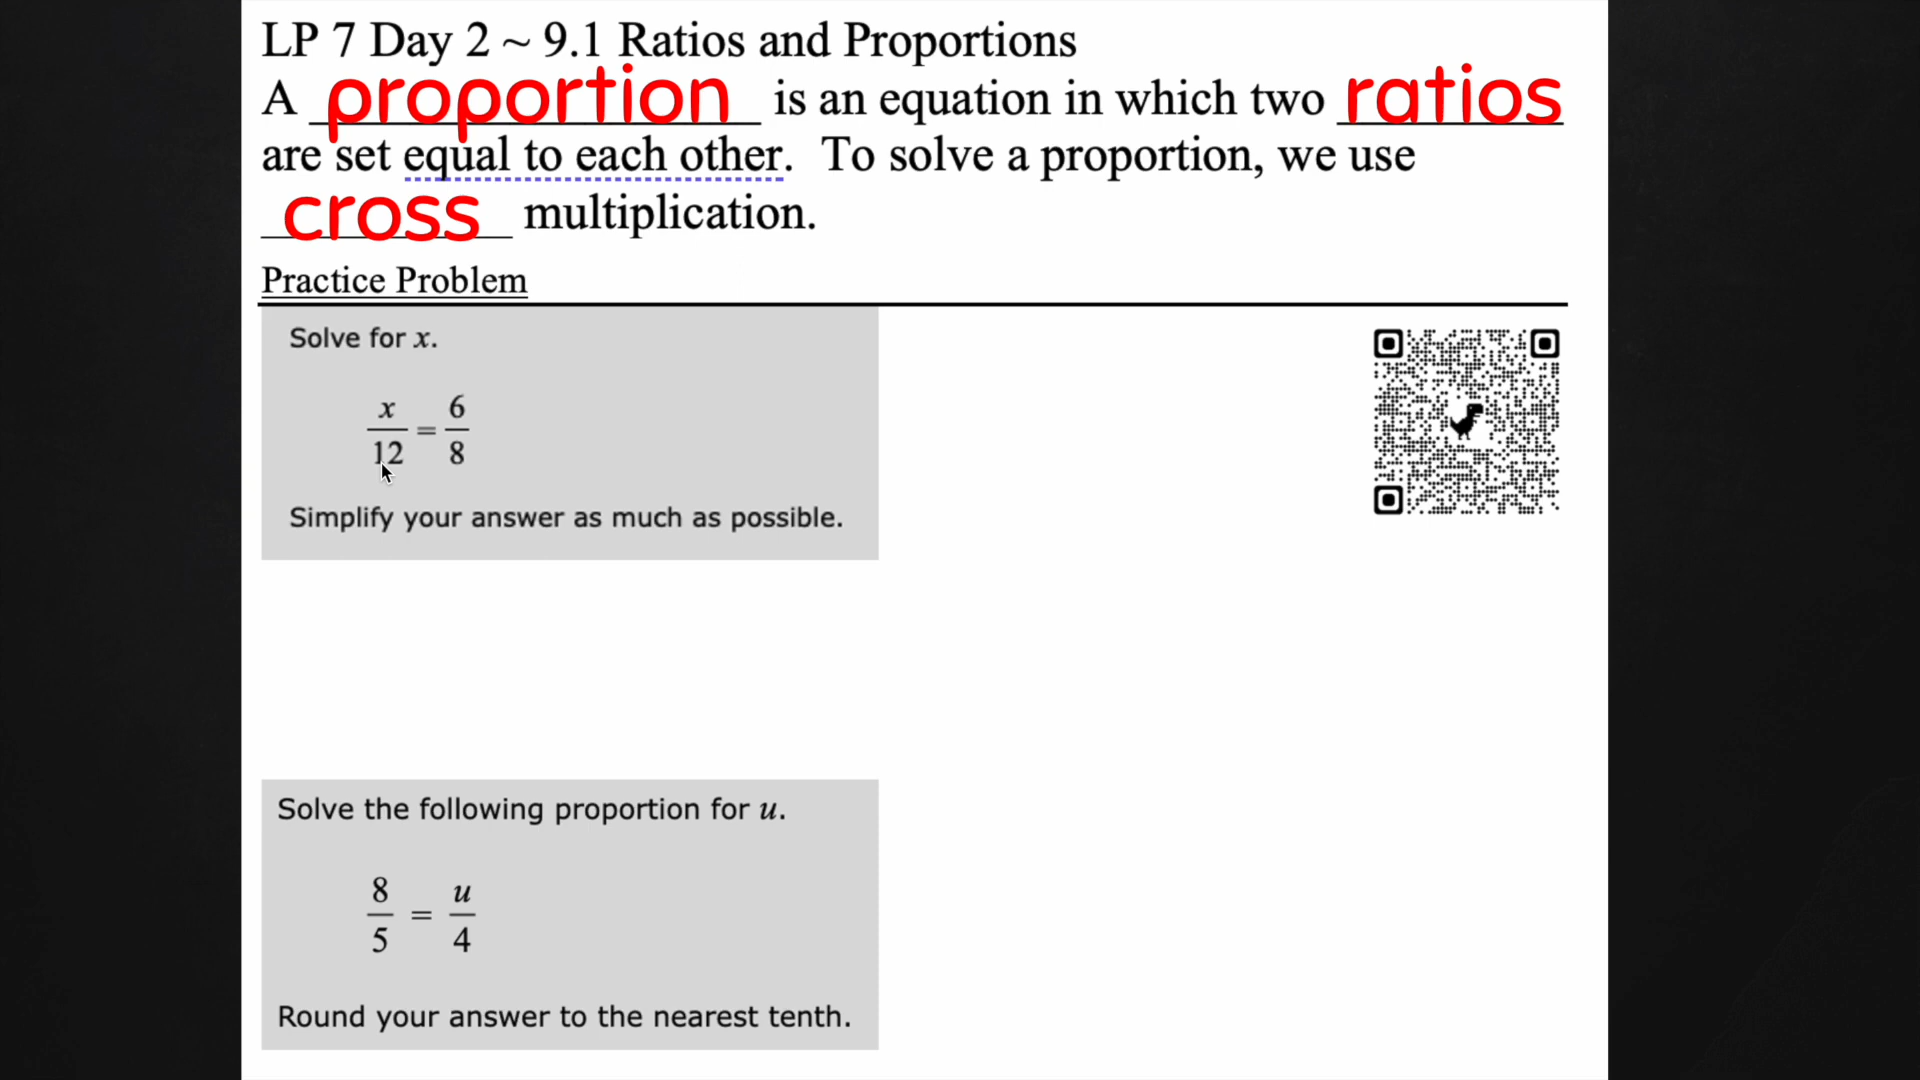 LP 7 Day 2 ~ 9.1 Ratios and Proportions
A proportion is an equation in which two ratios
are set equal to each other. To solve a proportion, we use
cross multiplication.
Practice Problem
Solve for x.
x/12 = 6/8
Simplify your answer as much as possible.
Solve the following proportion for u.
8/5 = u/4
Round your answer to the nearest tenth.